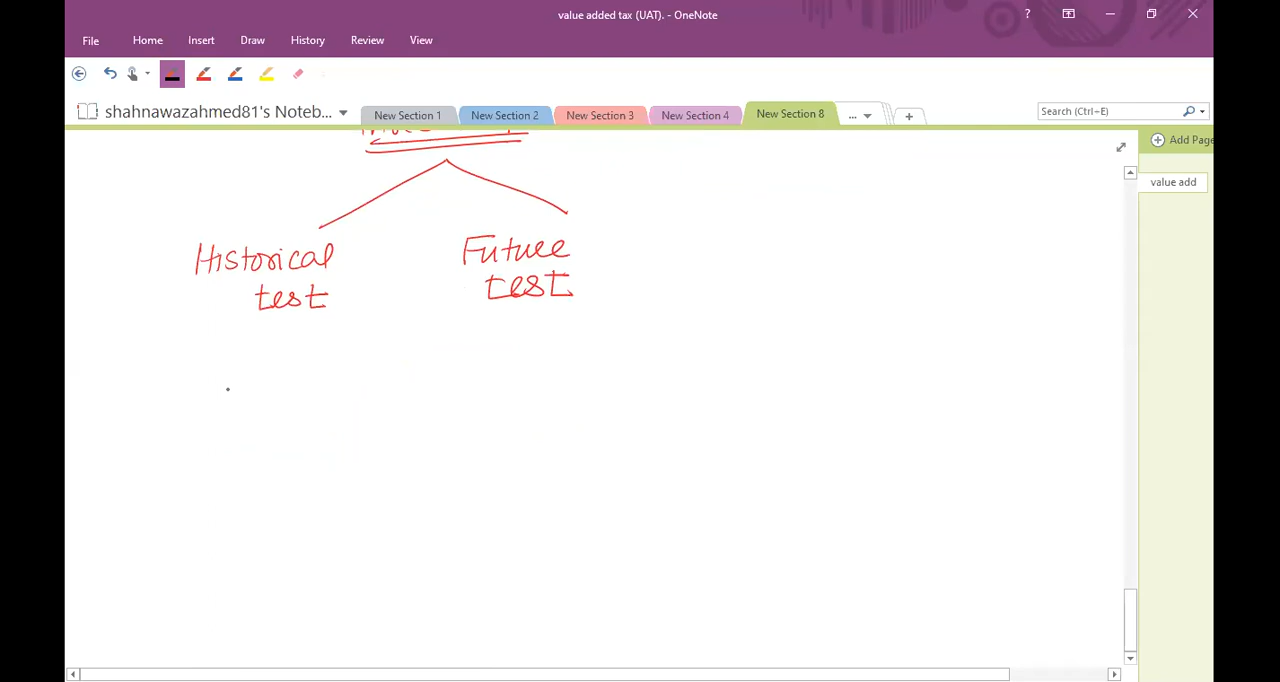 value added tax (UAT). - OneNote
?
File Home Insert Draw History Review View
shahnawazahmed81's Noteb...
New Section 1 New Section 2 New Section 3 New Section 4 New Section 8 ... +
Search (Ctrl+E)
Add Page
value add
Historical Future
test test